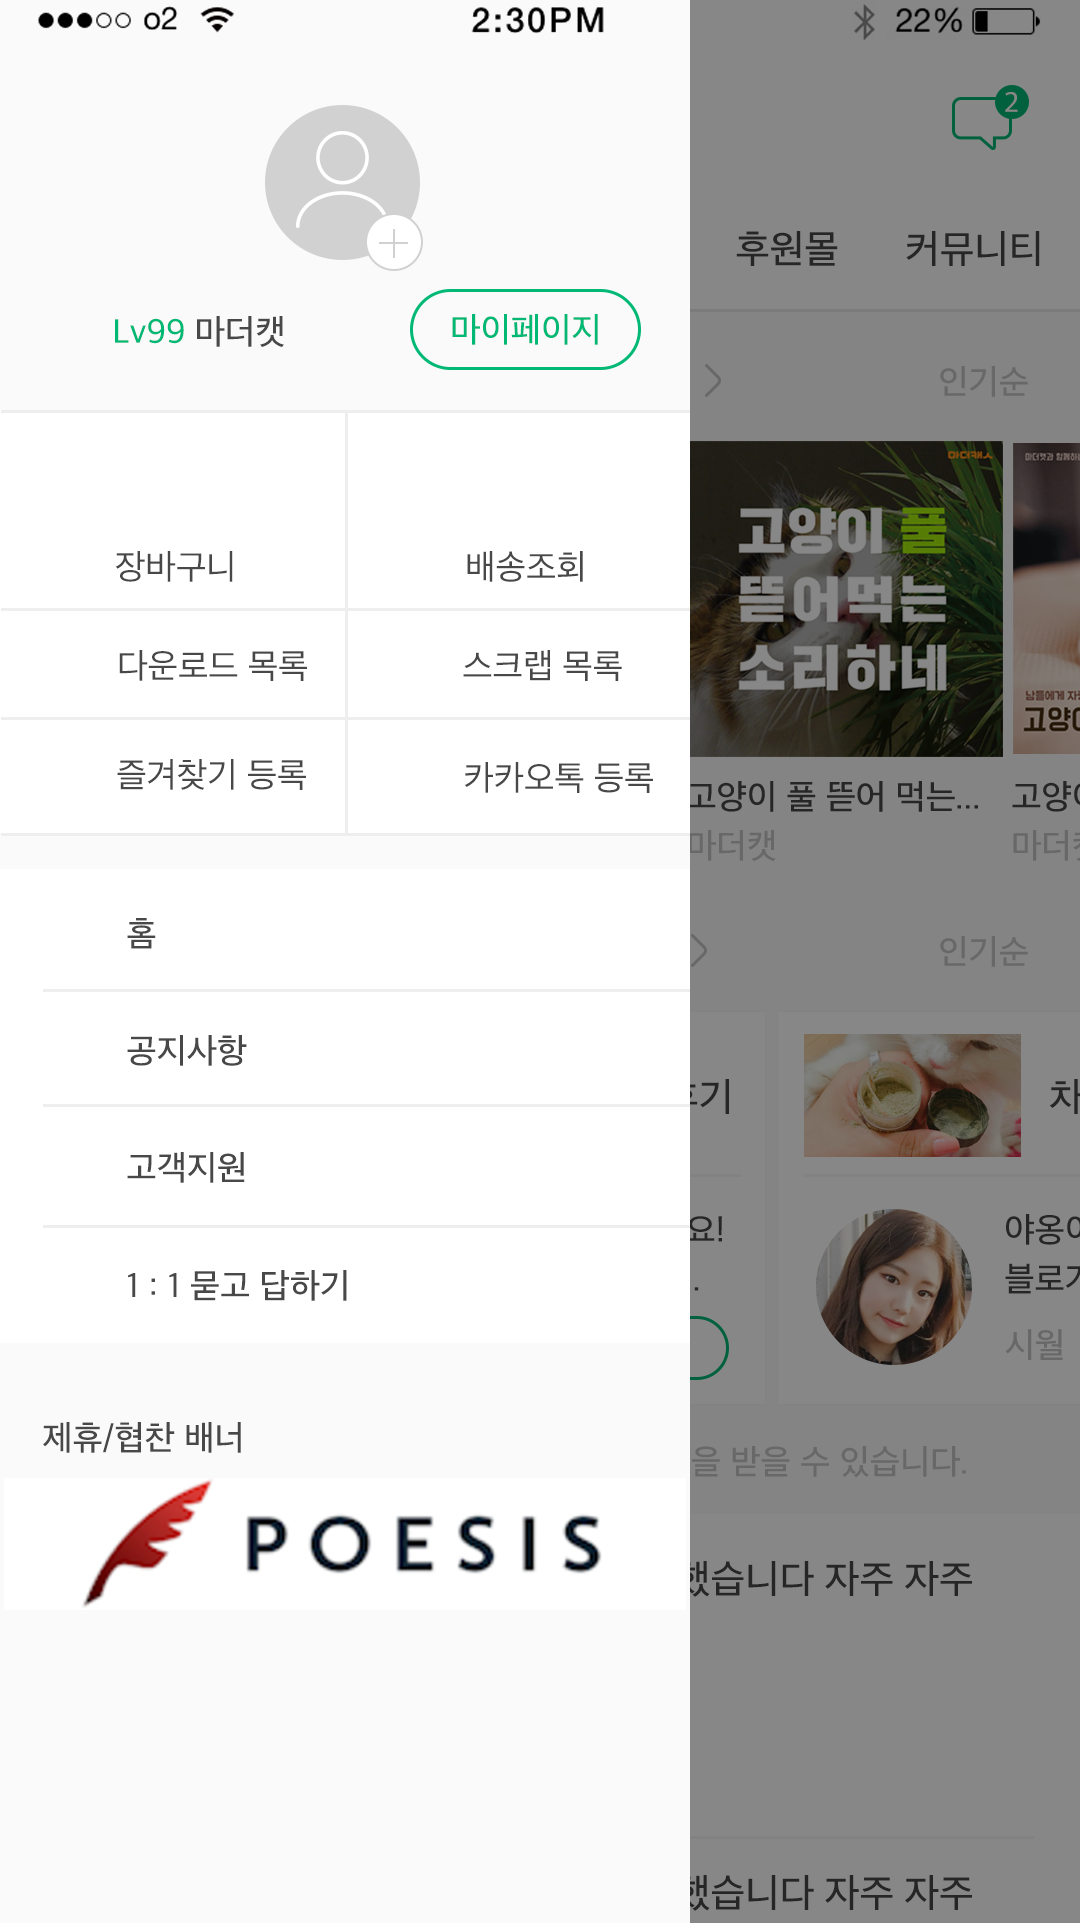 o2 2:30PM 22%
2
후원몰 커뮤니티
Lv99 마더캣 마이페이지
인기순
장바구니 배송조회
다운로드 목록 스크랩 목록
즐겨찾기 등록 카카오톡 등록
고양이 풀
뜯어먹는
소리하네
고양이 풀 뜯어 먹는... 고양
마더캣 마더
홈
인기순
공지사항
후기 차
고객지원
요! 야옹
블로
1 : 1 묻고 답하기
시월
제휴/협찬 배너
을 받을 수 있습니다.
POESIS
했습니다 자주 자주
했습니다 자주 자주